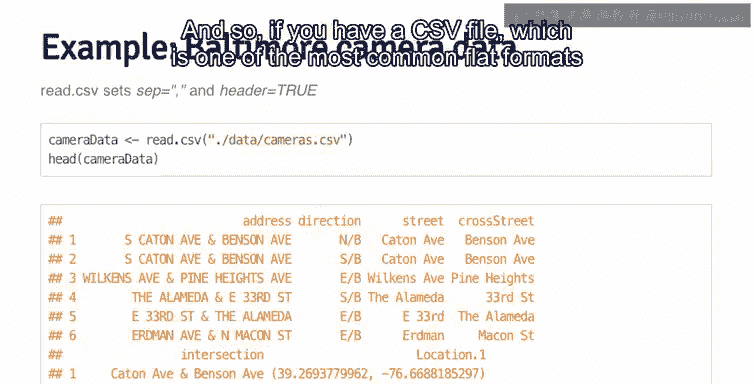 And so, if you have a CSV file, which
is one of the most common flat formats
Example: Baltimore camera data
read.csv sets sep="," and header=TRUE
cameraData <- read.csv("./data/cameras.csv")
head(cameraData)
## address direction street crossStreet
## 1 S CATON AVE & BENSON AVE N/B Caton Ave Benson Ave
## 2 S CATON AVE & BENSON AVE S/B Caton Ave Benson Ave
## 3 WILKENS AVE & PINE HEIGHTS AVE E/B Wilkens Ave Pine Heights
## 4 THE ALAMEDA & E 33RD ST S/B The Alameda 33rd St
## 5 E 33RD ST & THE ALAMEDA E/B E 33rd The Alameda
## 6 ERDMAN AVE & N MACON ST E/B Erdman Macon St
## intersection Location.1
## 1 Caton Ave & Benson Ave (39.2693779962, -76.6688185297)